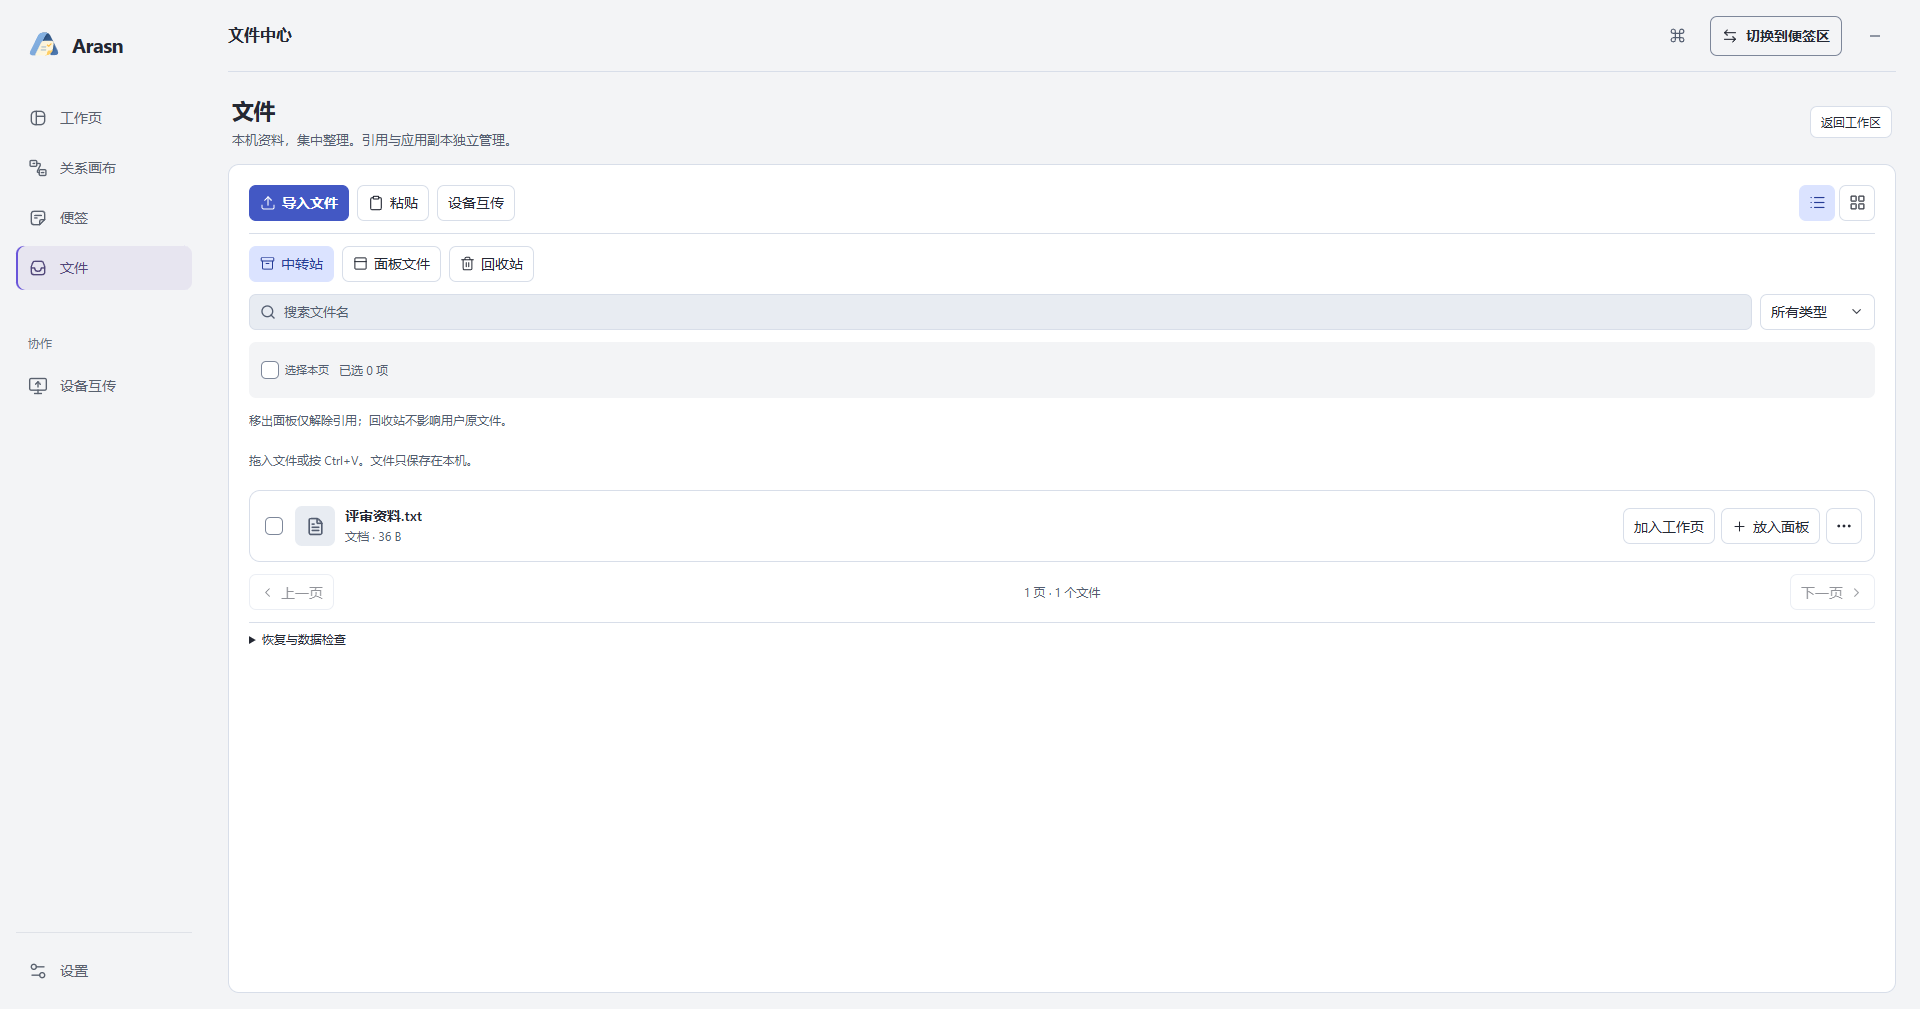 Arasn
工作页
关系画布
便签
文件
协作
设备互传
设置
文件中心
切换到便签区
文件
本机资料，集中整理。引用与应用副本独立管理。
返回工作区
导入文件 粘贴 设备互传
中转站 面板文件 回收站
搜索文件名 所有类型
选择本页 已选 0 项
移出面板仅解除引用；回收站不影响用户原文件。
拖入文件或按 Ctrl+V。文件只保存在本机。
评审资料.txt
文档 · 36 B
加入工作页 放入面板
上一页 1 页 · 1 个文件 下一页
恢复与数据检查